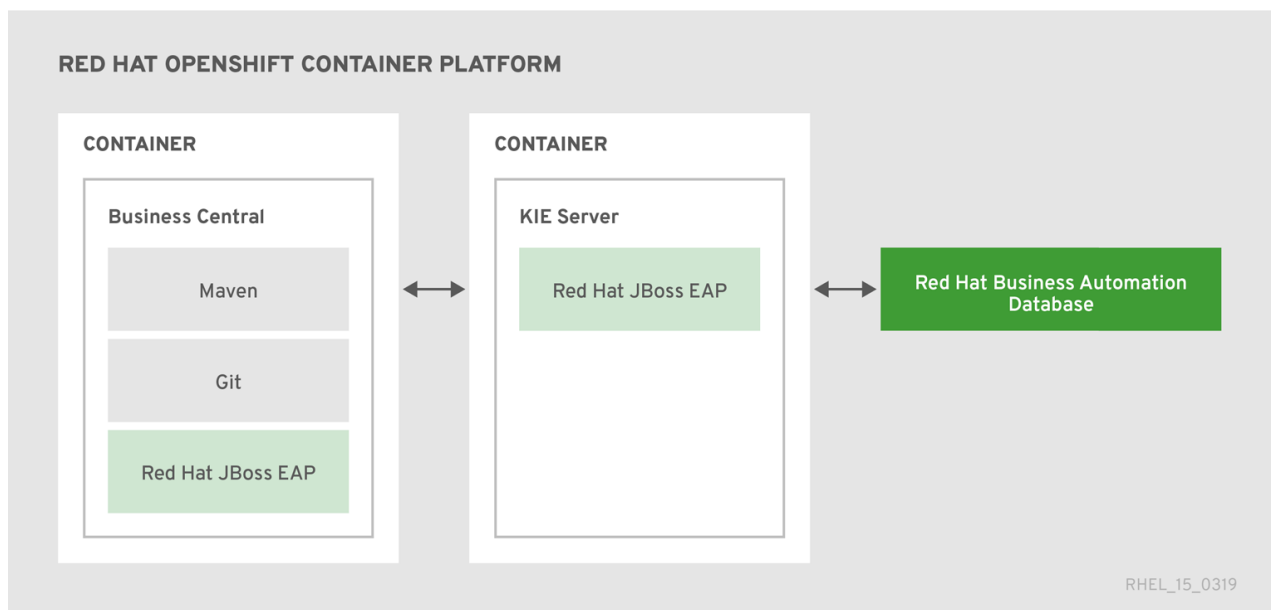 RED HAT OPENSHIFT CONTAINER PLATFORM
CONTAINER
Business Central
Maven
Git
Red Hat JBoss EAP
CONTAINER
KIE Server
Red Hat JBoss EAP
Red Hat Business Automation
Database
RHEL_15_0319